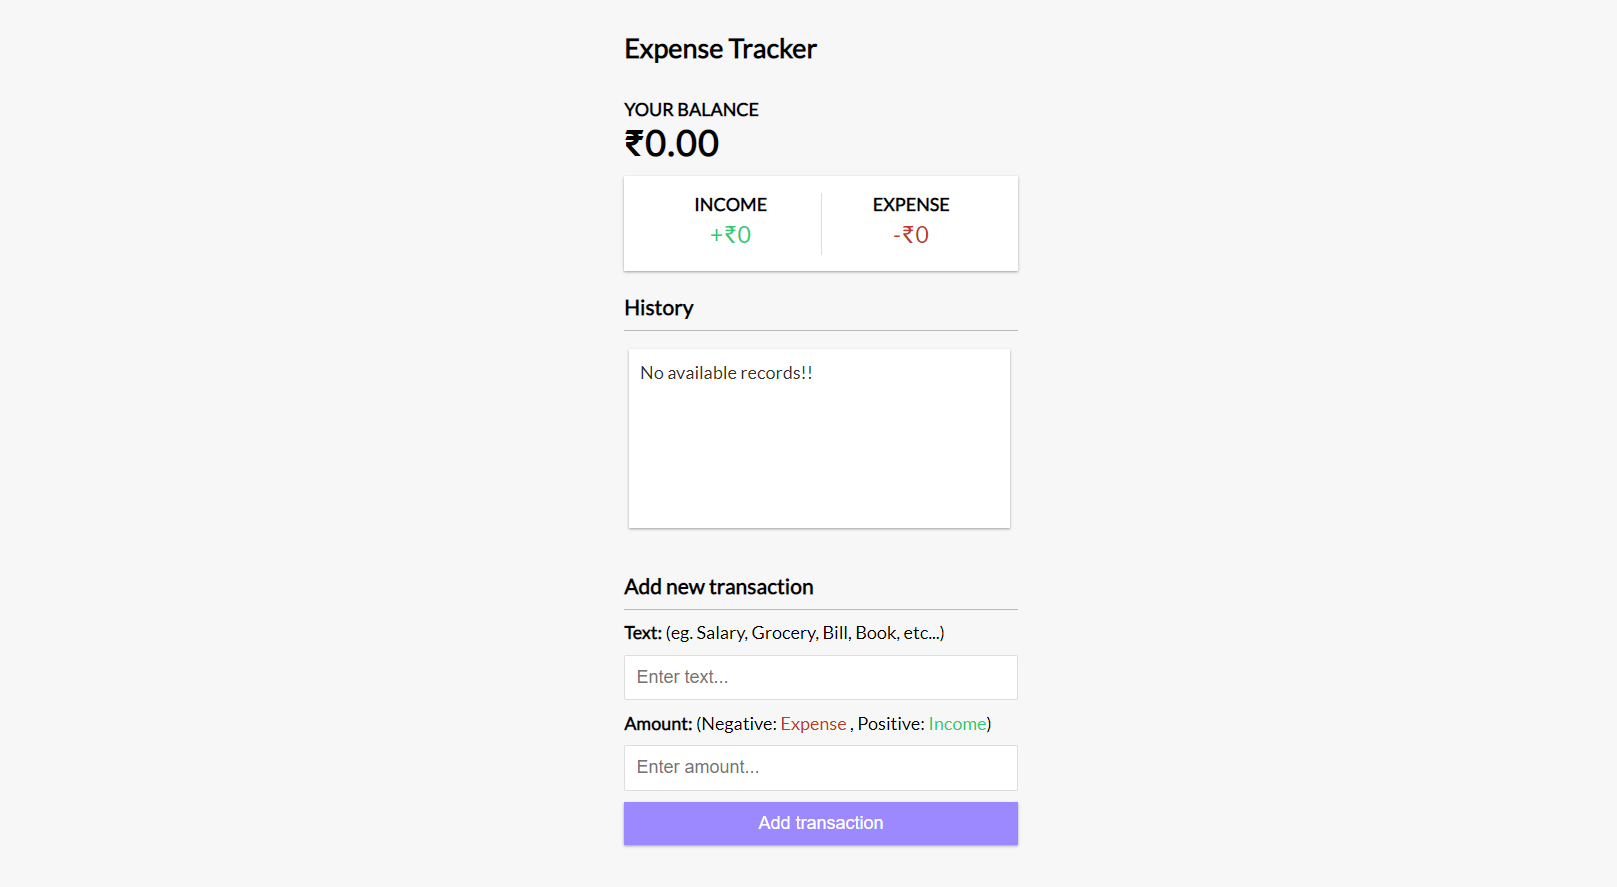 Expense Tracker
YOUR BALANCE
₹0.00
INCOME
+₹0
EXPENSE
-₹0
History
No available records!!
Add new transaction
Text: (eg. Salary, Grocery, Bill, Book, etc...)
Enter text...
Amount: (Negative: Expense , Positive: Income)
Enter amount...
Add transaction